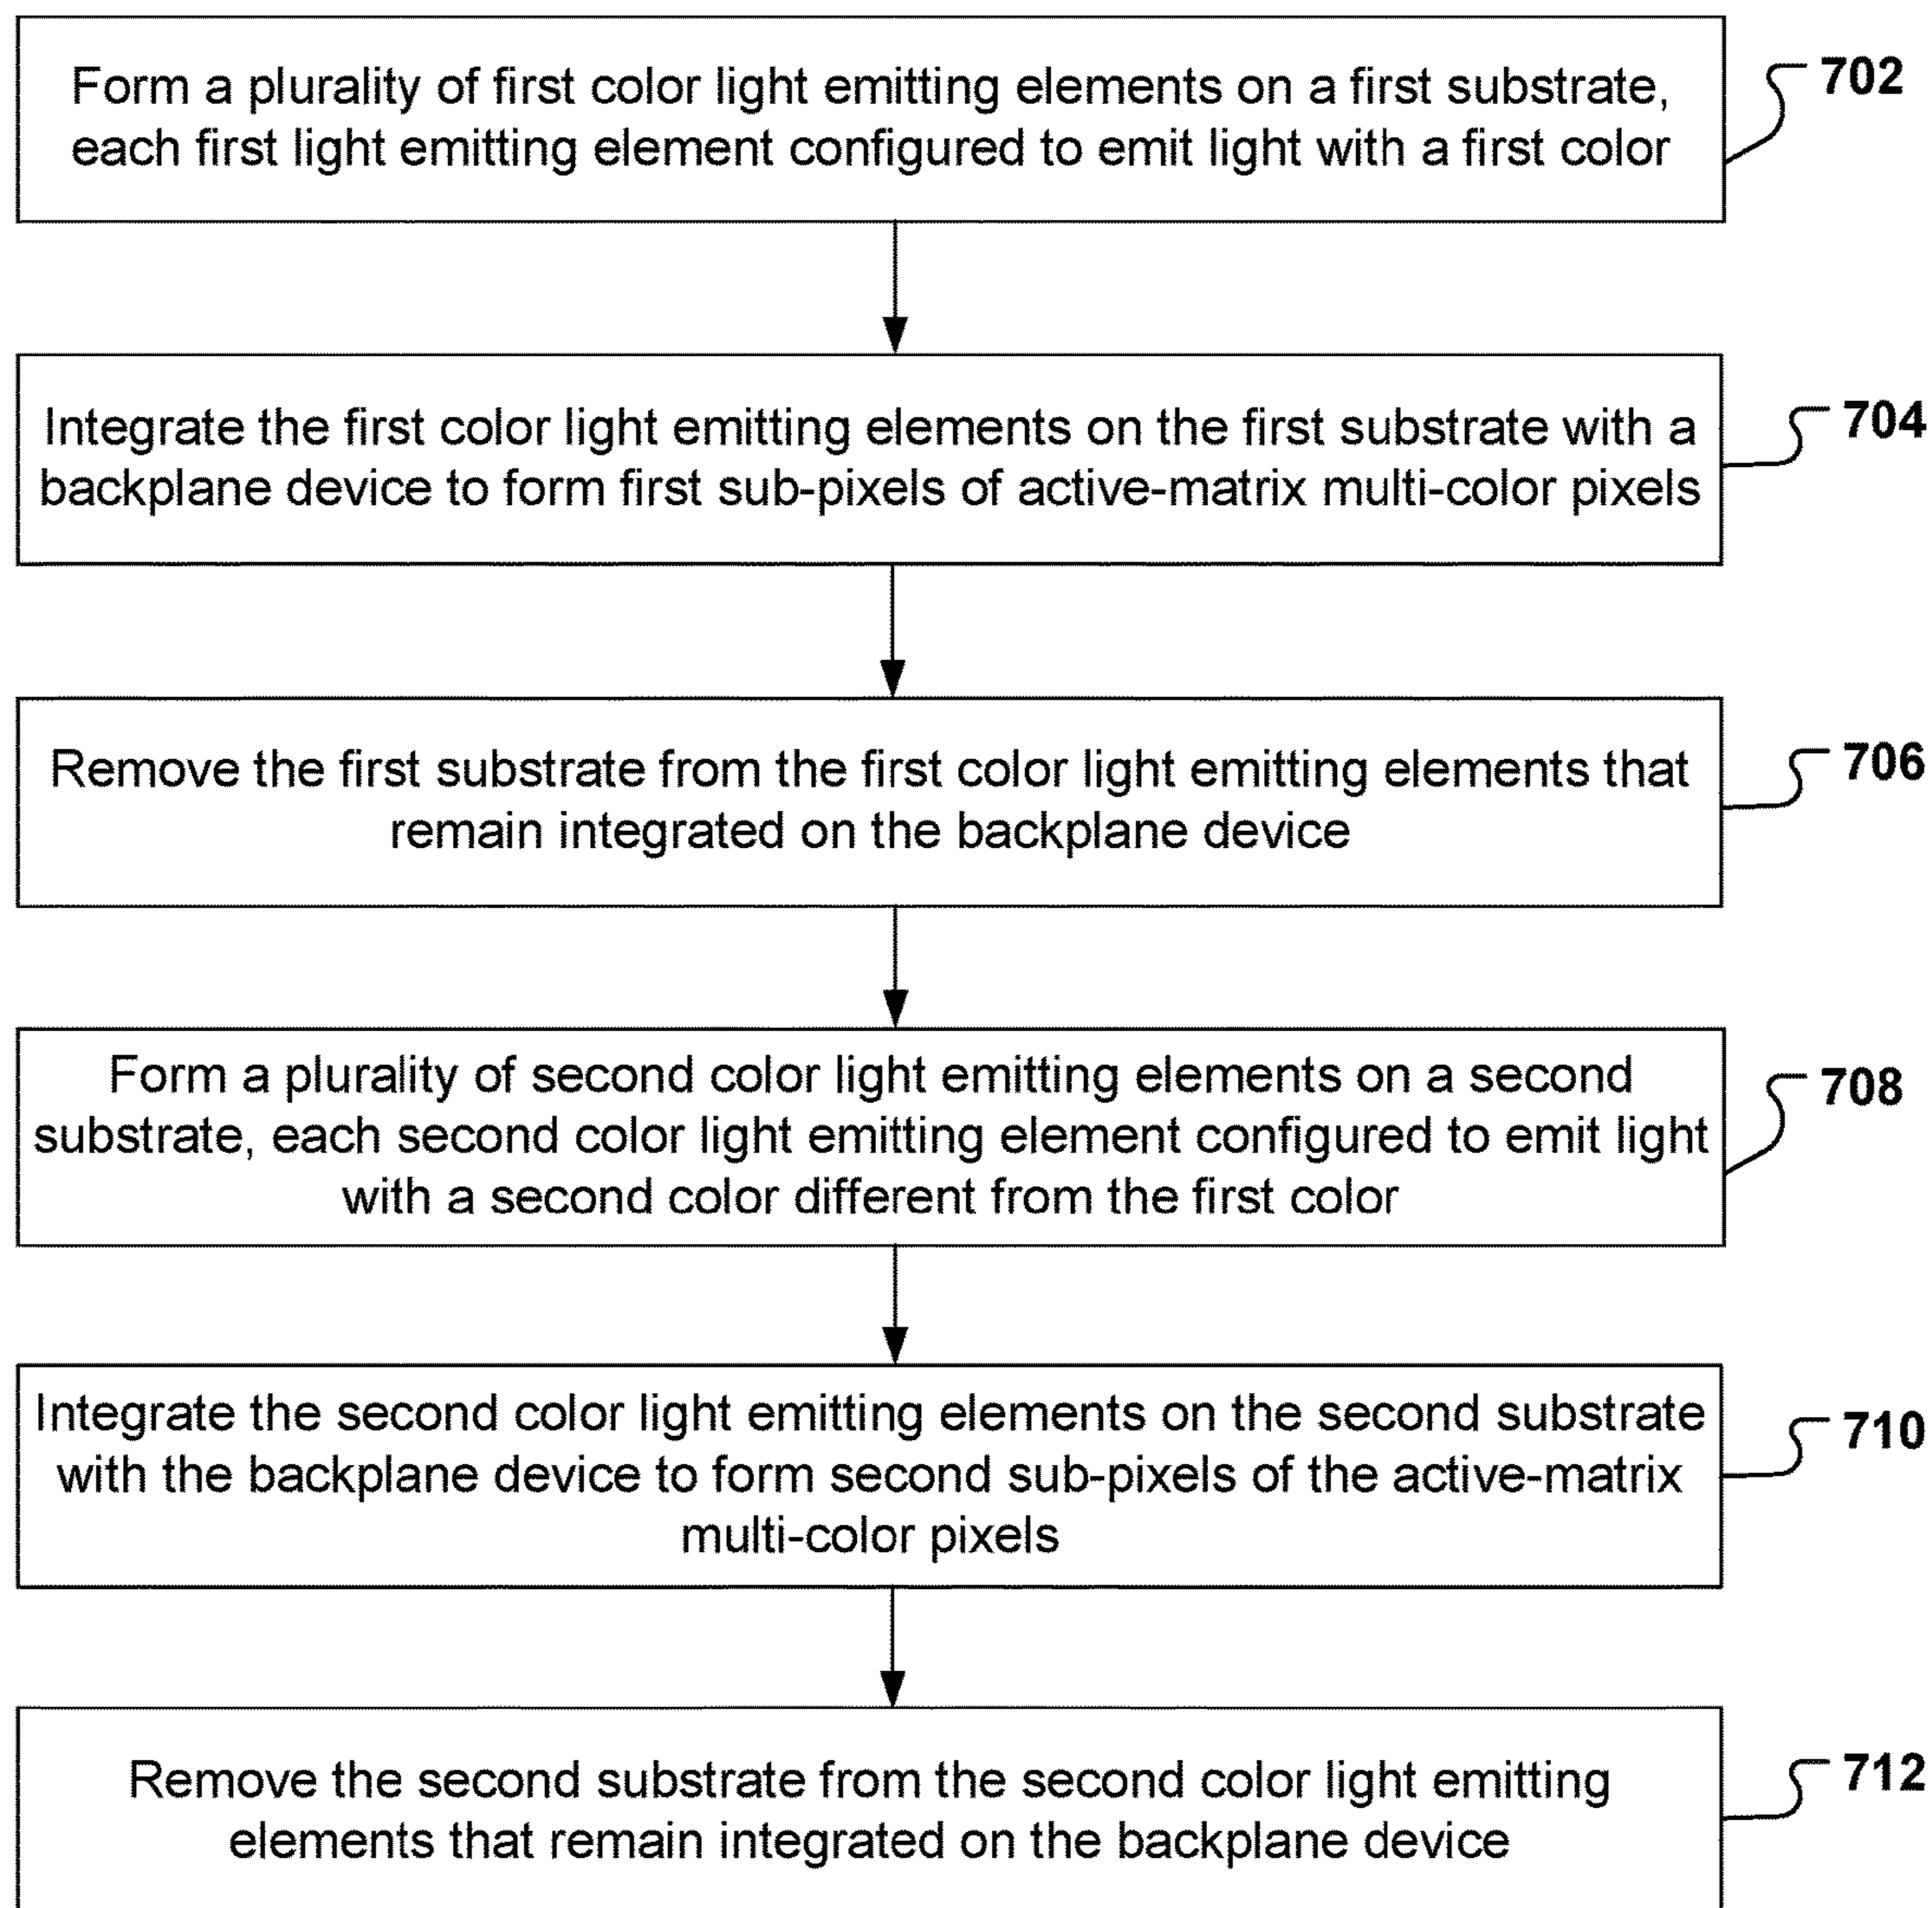 Form a plurality of first color light emitting elements on a first substrate,
each first light emitting element configured to emit light with a first color
702
Integrate the first color light emitting elements on the first substrate with a
backplane device to form first sub-pixels of active-matrix multi-color pixels
704
Remove the first substrate from the first color light emitting elements that
remain integrated on the backplane device
706
Form a plurality of second color light emitting elements on a second
substrate, each second color light emitting element configured to emit light
with a second color different from the first color
708
Integrate the second color light emitting elements on the second substrate
with the backplane device to form second sub-pixels of the active-matrix
multi-color pixels
710
Remove the second substrate from the second color light emitting
elements that remain integrated on the backplane device
712